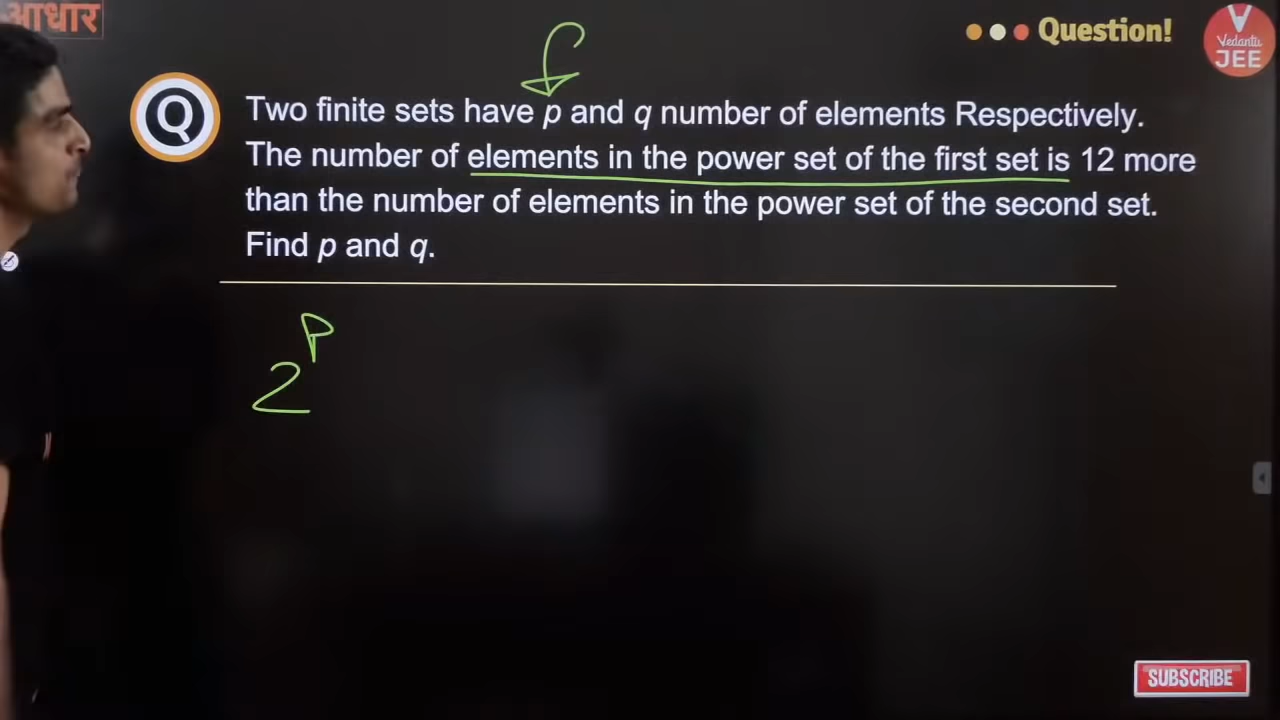 आधार
Question!
Vedantu
JEE
Q
Two finite sets have p and q number of elements Respectively.
The number of elements in the power set of the first set is 12 more
than the number of elements in the power set of the second set.
Find p and q.
2^P
SUBSCRIBE